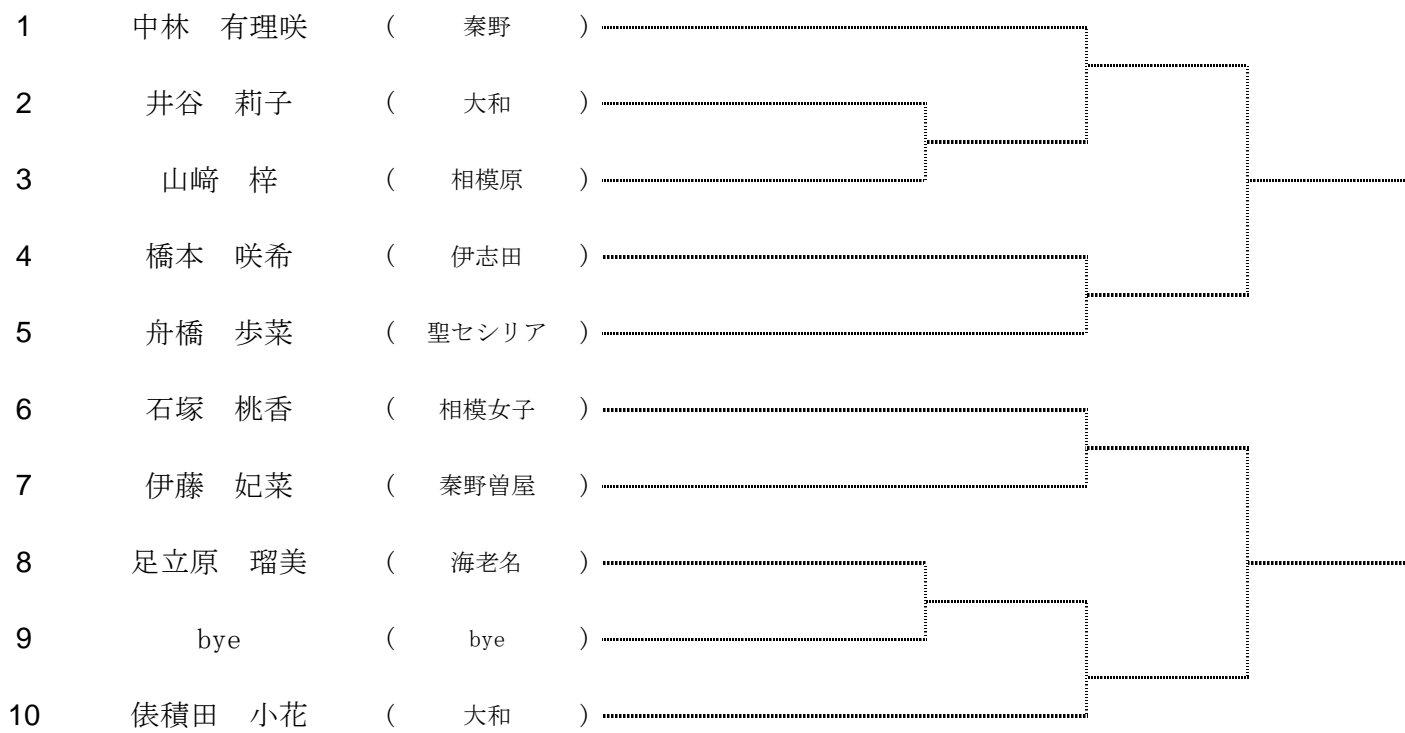 1 中林 有理咲 ( 秦野 )
2 井谷 莉子 ( 大和 )
3 山﨑 梓 ( 相模原 )
4 橋本 咲希 ( 伊志田 )
5 舟橋 歩菜 ( 聖セシリア )
6 石塚 桃香 ( 相模女子 )
7 伊藤 妃菜 ( 秦野曽屋 )
8 足立原 瑠美 ( 海老名 )
9 bye ( bye )
10 俵積田 小花 ( 大和 )